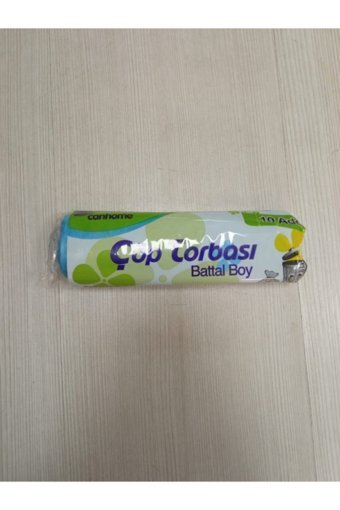 canhome
10 Ad
Çöp Torbası
Battal Boy